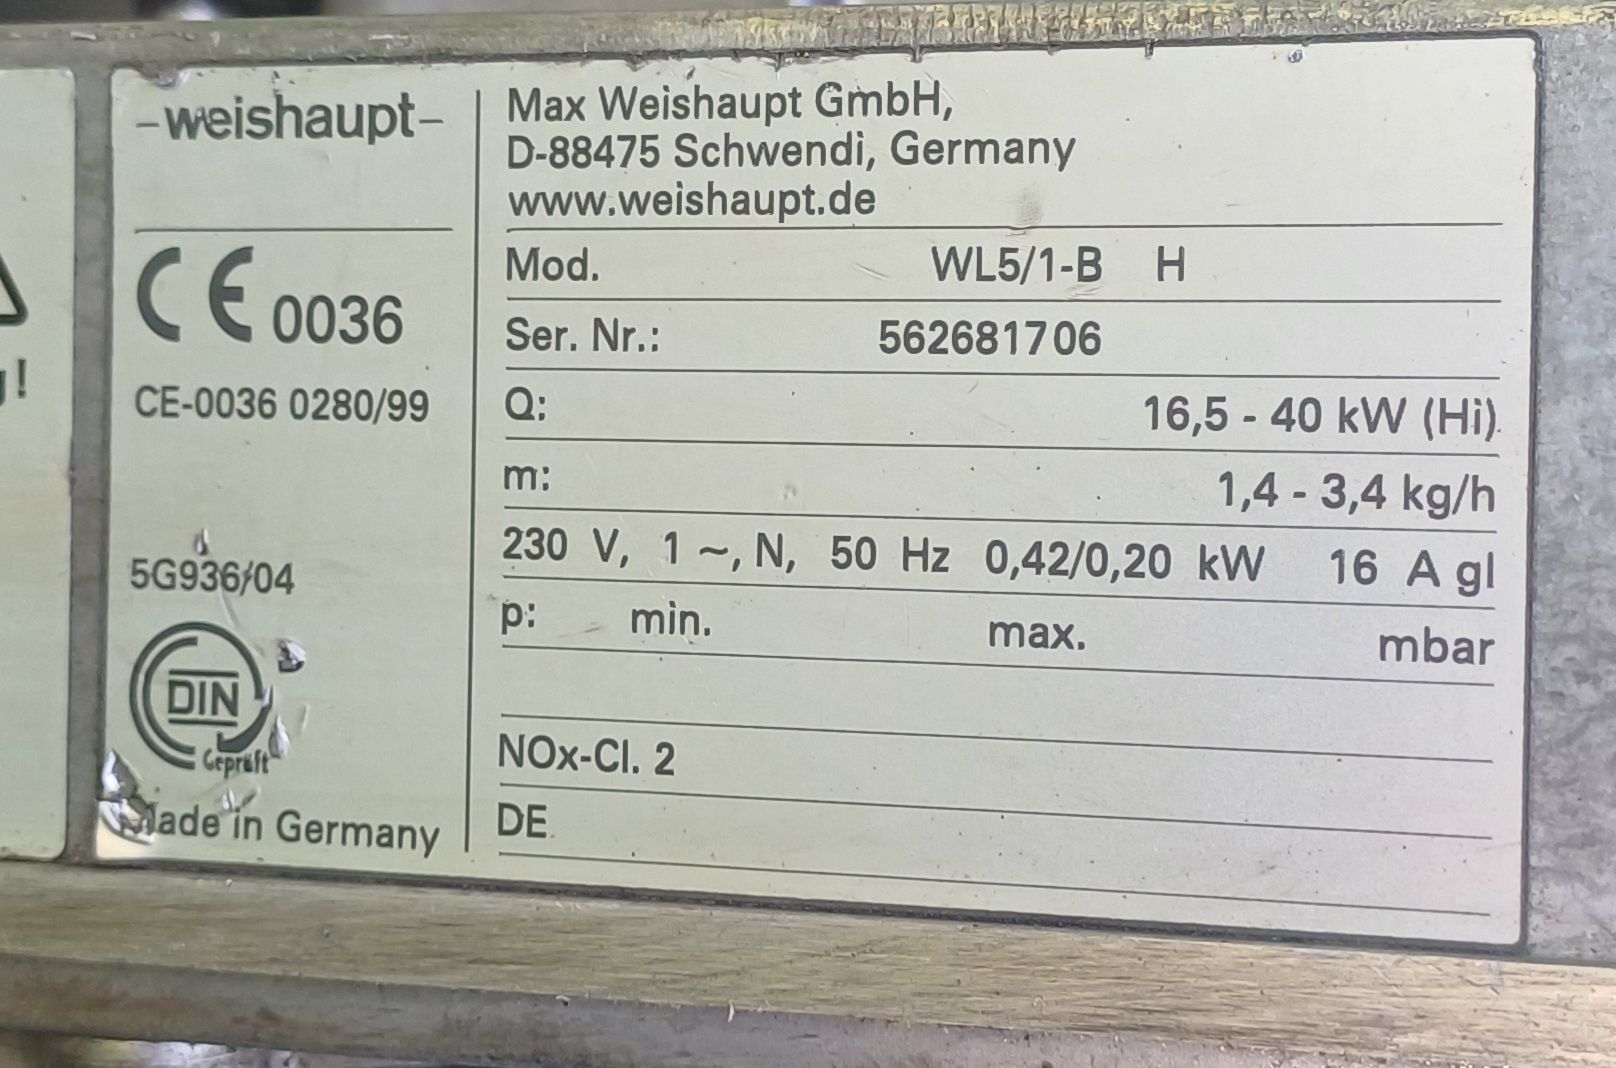 -weishaupt-
CE 0036
CE-0036 0280/99
5G936/04
DIN
Geprüft
Made in Germany
Max Weishaupt GmbH,
D-88475 Schwendi, Germany
www.weishaupt.de
Mod. WL5/1-B H
Ser. Nr.: 562681706
Q: 16,5 - 40 kW (Hi)
m: 1,4 - 3,4 kg/h
230 V, 1 ~, N, 50 Hz 0,42/0,20 kW 16 A gl
p: min. max. mbar
NOx-Cl. 2
DE